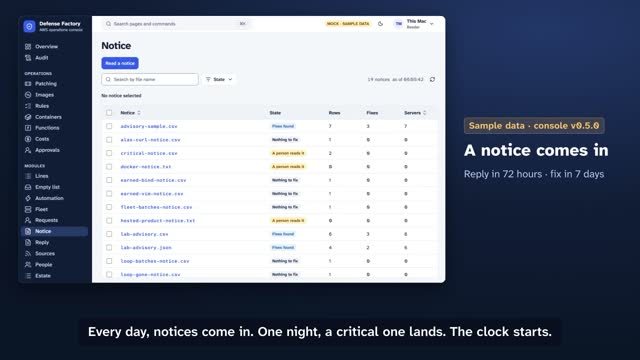 Defense Factory
AWS operations console
Overview
Audit
OPERATIONS
Patching
Images
Rules
Containers
Functions
Costs
Approvals
MODULES
Lines
Empty list
Automation
Fleet
Requests
Notice
Reply
Sources
People
Estate
Search pages and commands
⌘K
MOCK · SAMPLE DATA
TM
This Mac
Reader
Notice
Read a notice
Search by file name
State
14 notices as of 06:05:42
No notice selected
Notice State Rows Fixes Servers
advisory-sample.csv Fixes found 7 3 7
alas-curl-notice.csv Nothing to fix 1 0 0
critical-notice.csv A person reads it 2 0 0
docker-notice.txt A person reads it 0 0 0
earned-bind-notice.csv Nothing to fix 1 0 0
earned-vim-notice.csv Nothing to fix 1 0 0
fleet-batches-notice.csv Nothing to fix 1 0 0
hosted-product-notice.txt A person reads it 0 0 0
lab-advisory.csv Fixes found 6 3 6
lab-advisory.json Fixes found 4 2 6
loop-batches-notice.csv Nothing to fix 1 0 0
loop-gone-notice.csv Nothing to fix 1 0 0
Sample data · console v0.5.0
A notice comes in
Reply in 72 hours · fix in 7 days
Every day, notices come in. One night, a critical one lands. The clock starts.